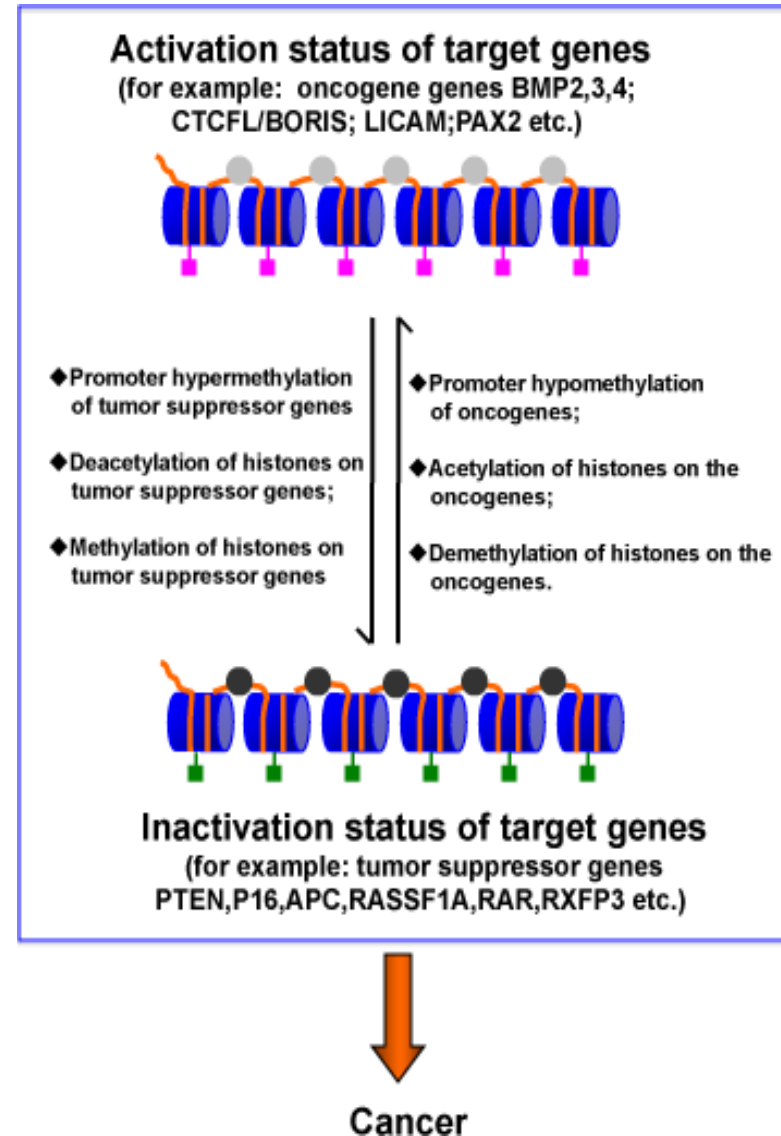 Activation status of target genes
(for example:  oncogene genes BMP2,3,4;
CTCFL/BORIS; LICAM;PAX2 etc.)
◆Promoter hypermethylation
of tumor suppressor genes
◆Deacetylation of histones on
tumor suppressor genes;
◆Methylation of histones on
tumor suppressor genes
◆Promoter hypomethylation
of oncogenes;
◆Acetylation of histones on the
oncogenes;
◆Demethylation of histones on the
oncogenes.
Inactivation status of target genes
(for example: tumor suppressor genes
PTEN,P16,APC,RASSF1A,RAR,RXFP3 etc.)
Cancer